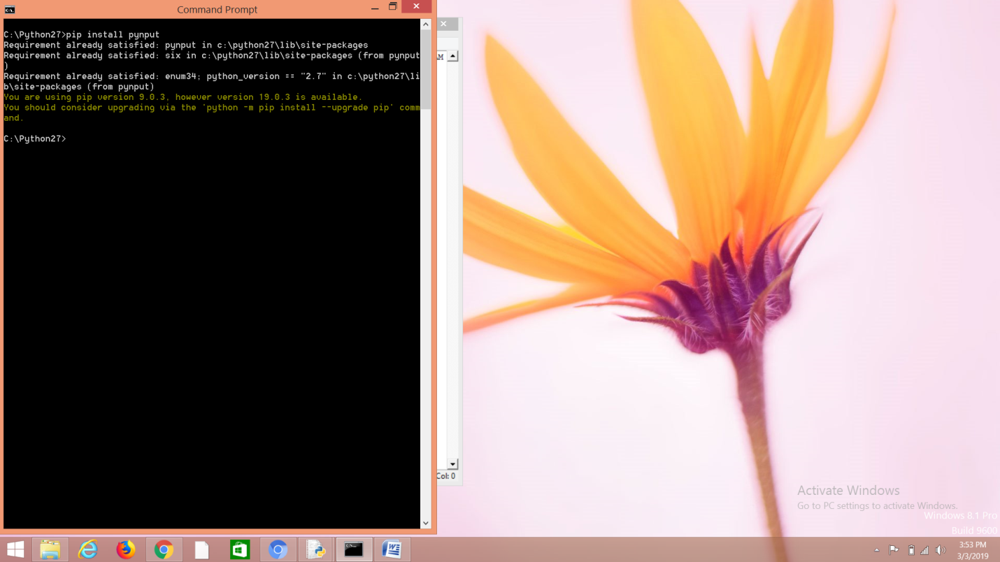 Command Prompt
C:\Python27>pip install pynput
Requirement already satisfied: pynput in c:\python27\lib\site-packages
Requirement already satisfied: six in c:\python27\lib\site-packages (from pynput
)
Requirement already satisfied: enum34; python_version == "2.7" in c:\python27\li
b\site-packages (from pynput)
You are using pip version 9.0.3, however version 19.0.3 is available.
You should consider upgrading via the 'python -m pip install --upgrade pip' comm
and.
C:\Python27>
Col: 0
Activate Windows
Go to PC settings to activate Windows.
Windows 8.1 Pro
Build 9600
3:53 PM
3/3/2019